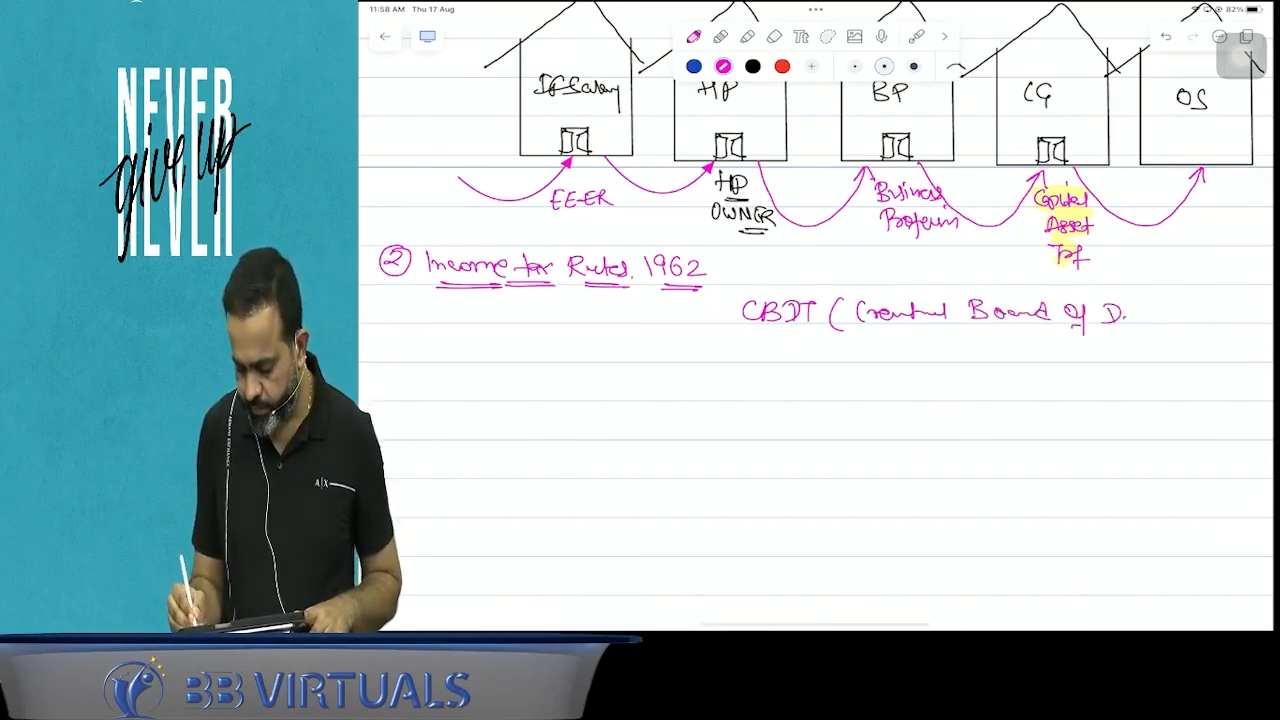 11:58 AM Thu 17 Aug
82%
NEVER
give up
NEVER
Tt
Salary
HP
BP
CG
OS
EE-ER
HP
OWNER
Business
Profession
Capital
Asset
Trf
② Income tax Rules. 1962
CBDT ( Central Board Of D.
A|X
BB VIRTUALS